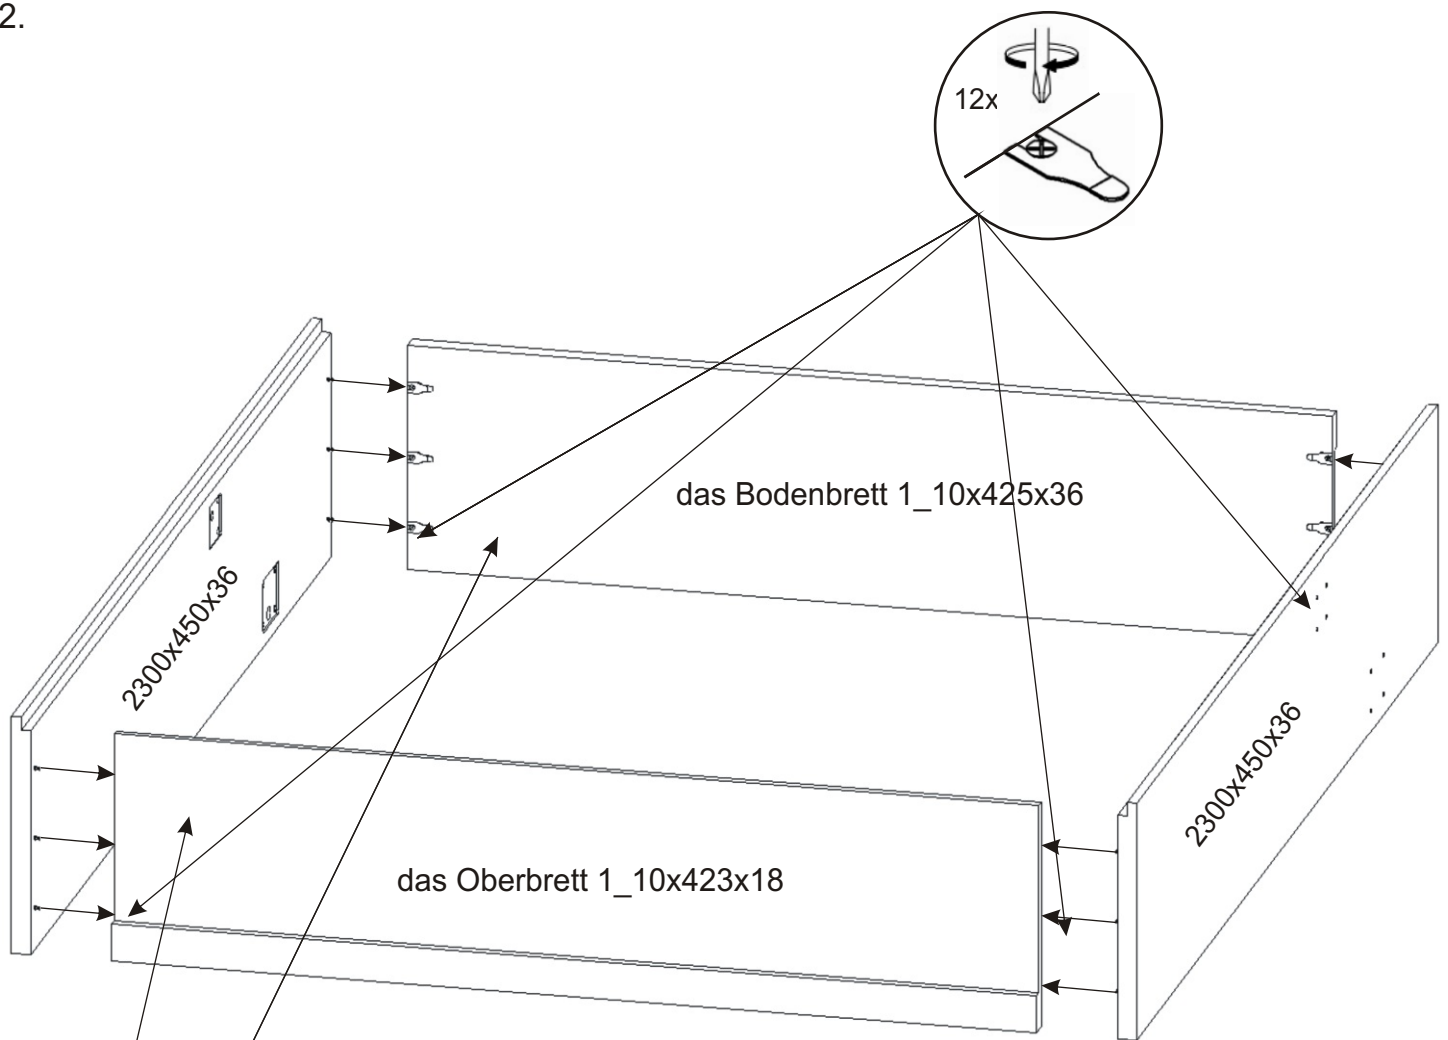 2.
12x
das Bodenbrett 1_10x425x36
2300x450x36
2300x450x36
das Oberbrett 1_10x423x18